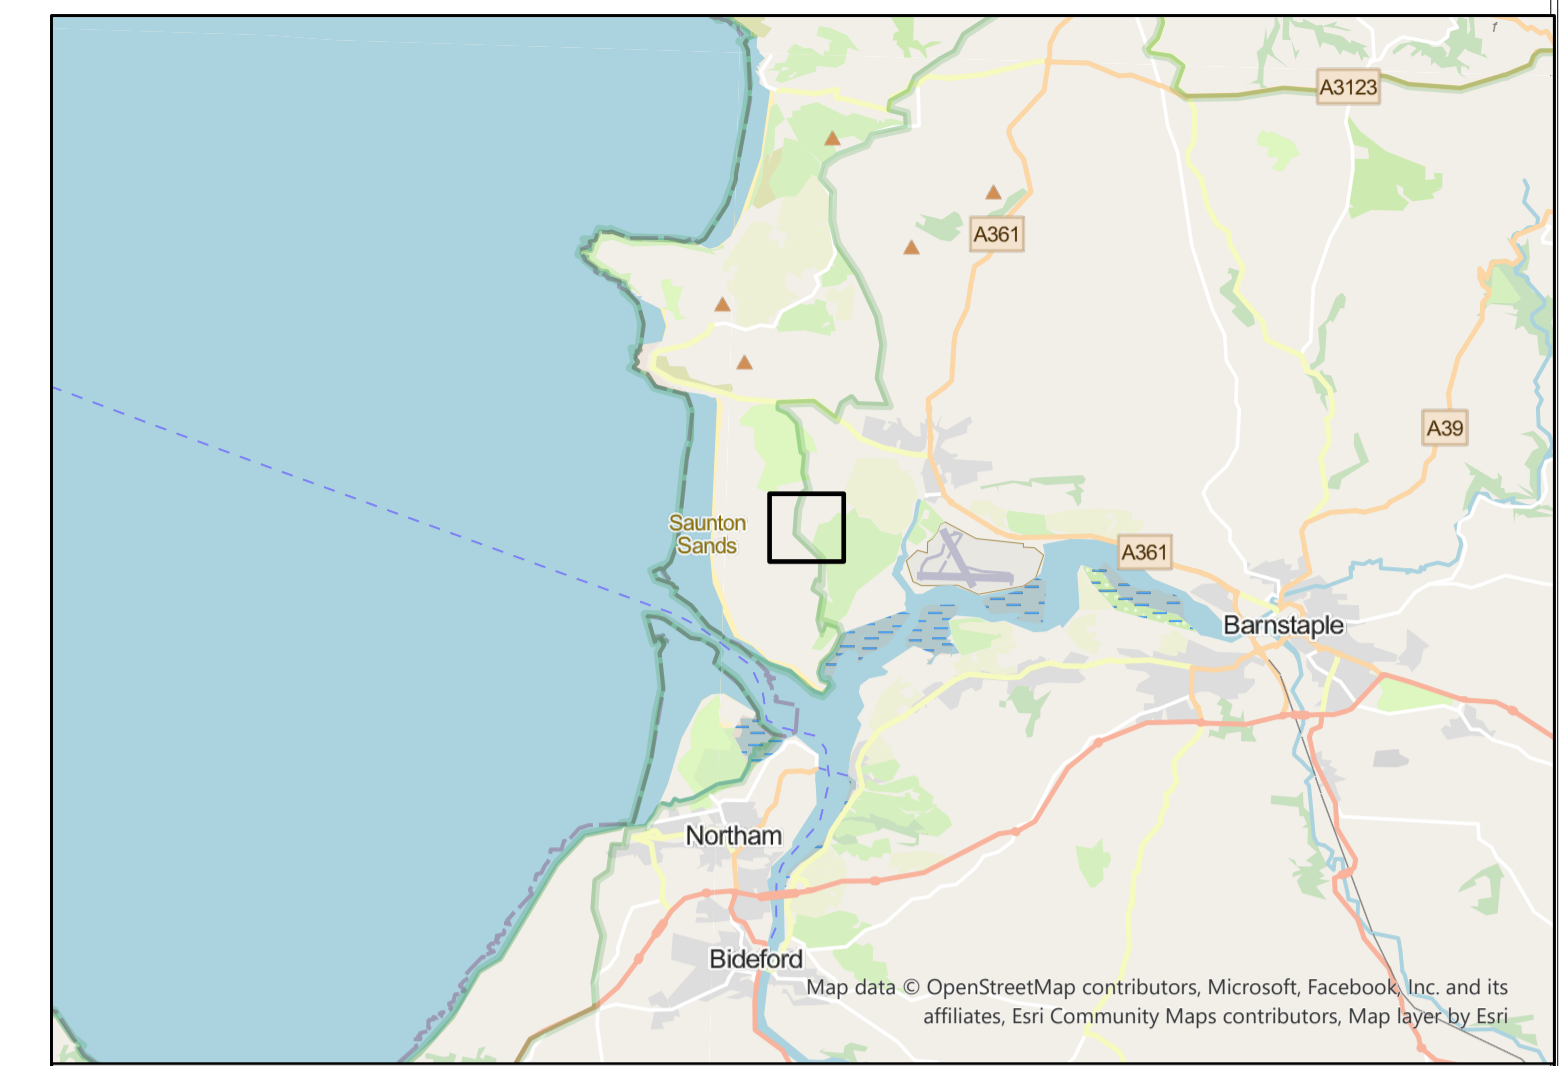 f
A3123
A361
A39
Saunton
Sands
A361
Barnstaple
Northam
Bideford
Map data © OpenStreetMap contributors, Microsoft, Facebook, Inc. and its
affiliates, Esri Community Maps contributors, Map layer by Esri